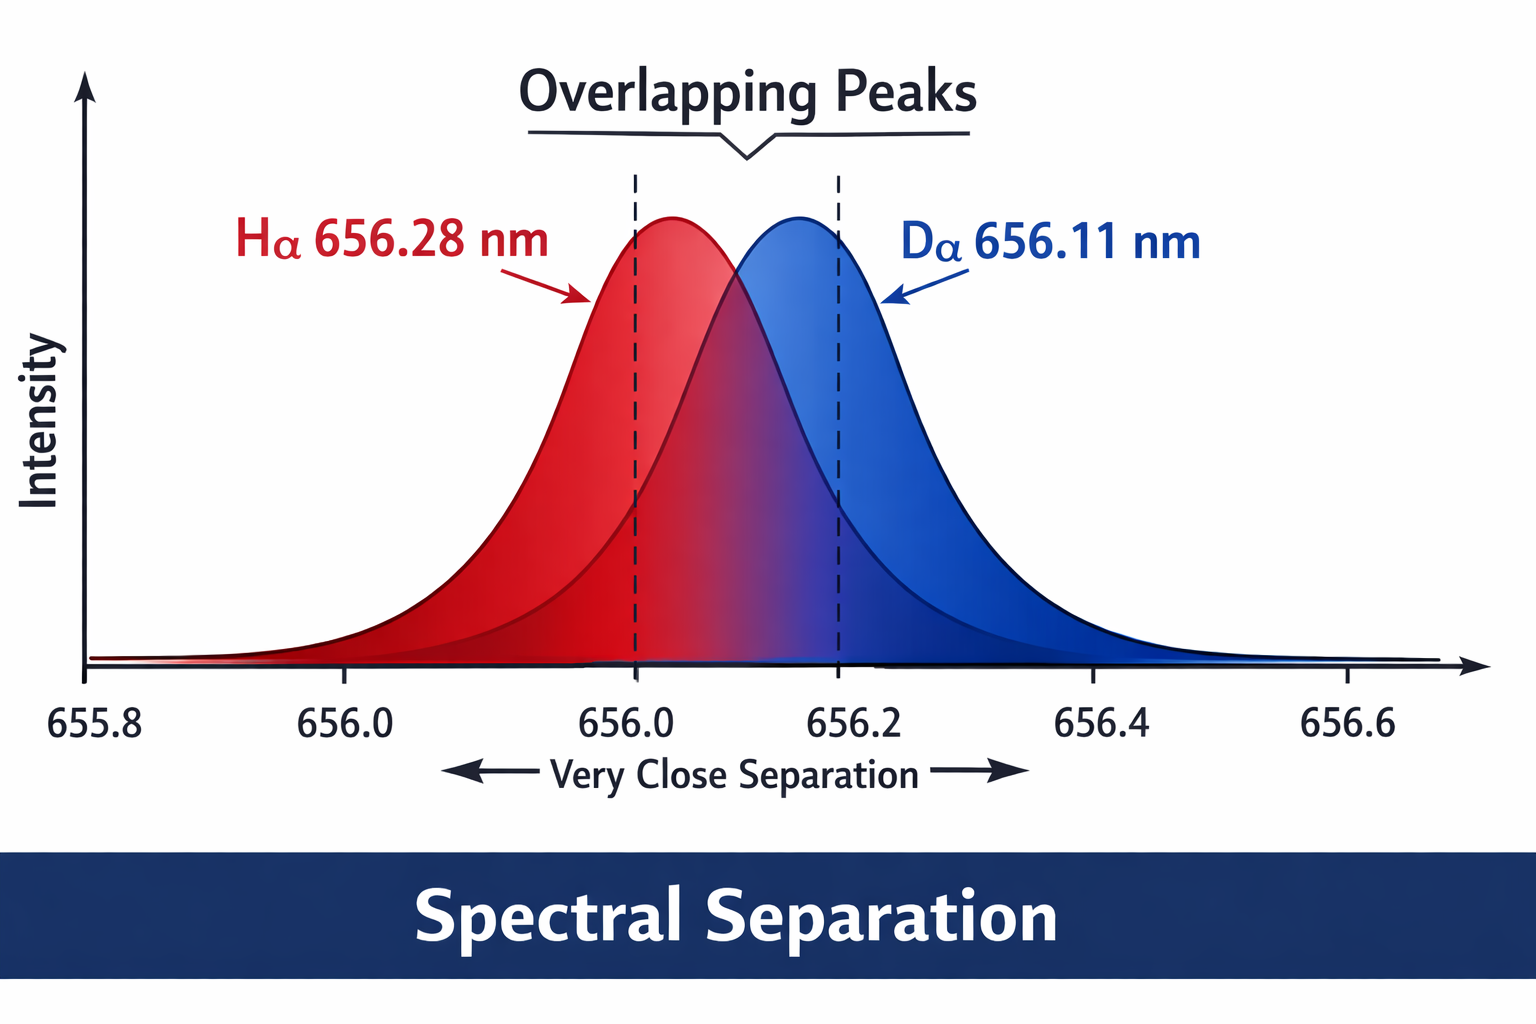 Overlapping Peaks
Hα 656.28 nm
Dα 656.11 nm
Intensity
655.8 656.0 656.0 656.2 656.4 656.6
Very Close Separation
Spectral Separation